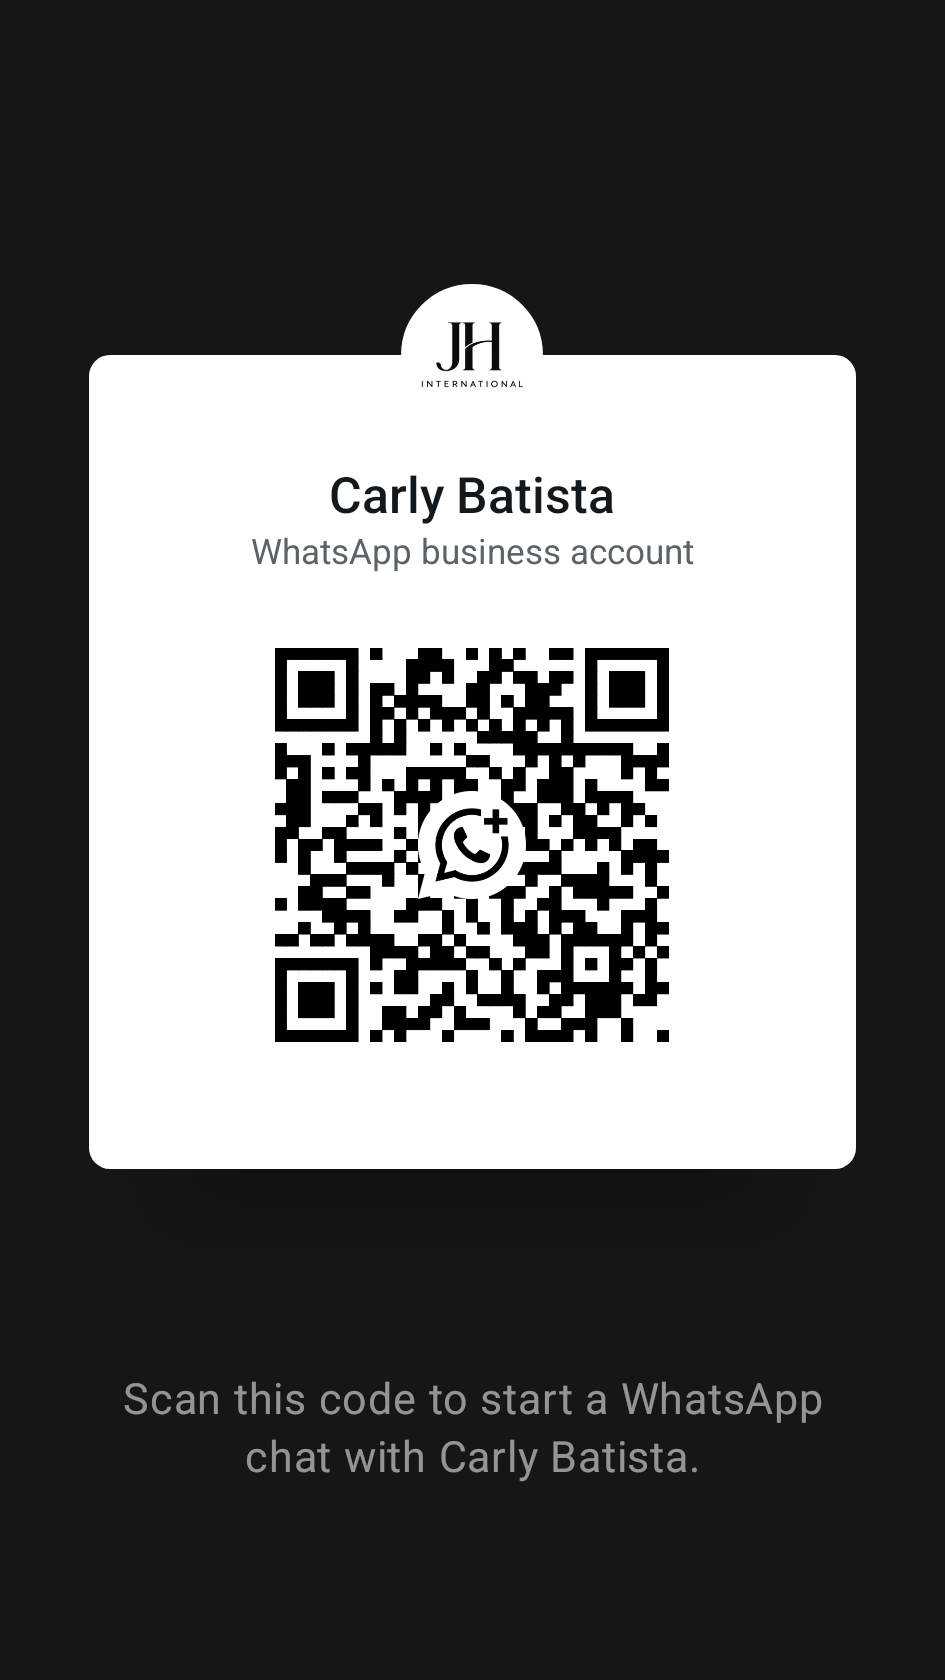 JH
INTERNATIONAL
Carly Batista
WhatsApp business account
Scan this code to start a WhatsApp
chat with Carly Batista.